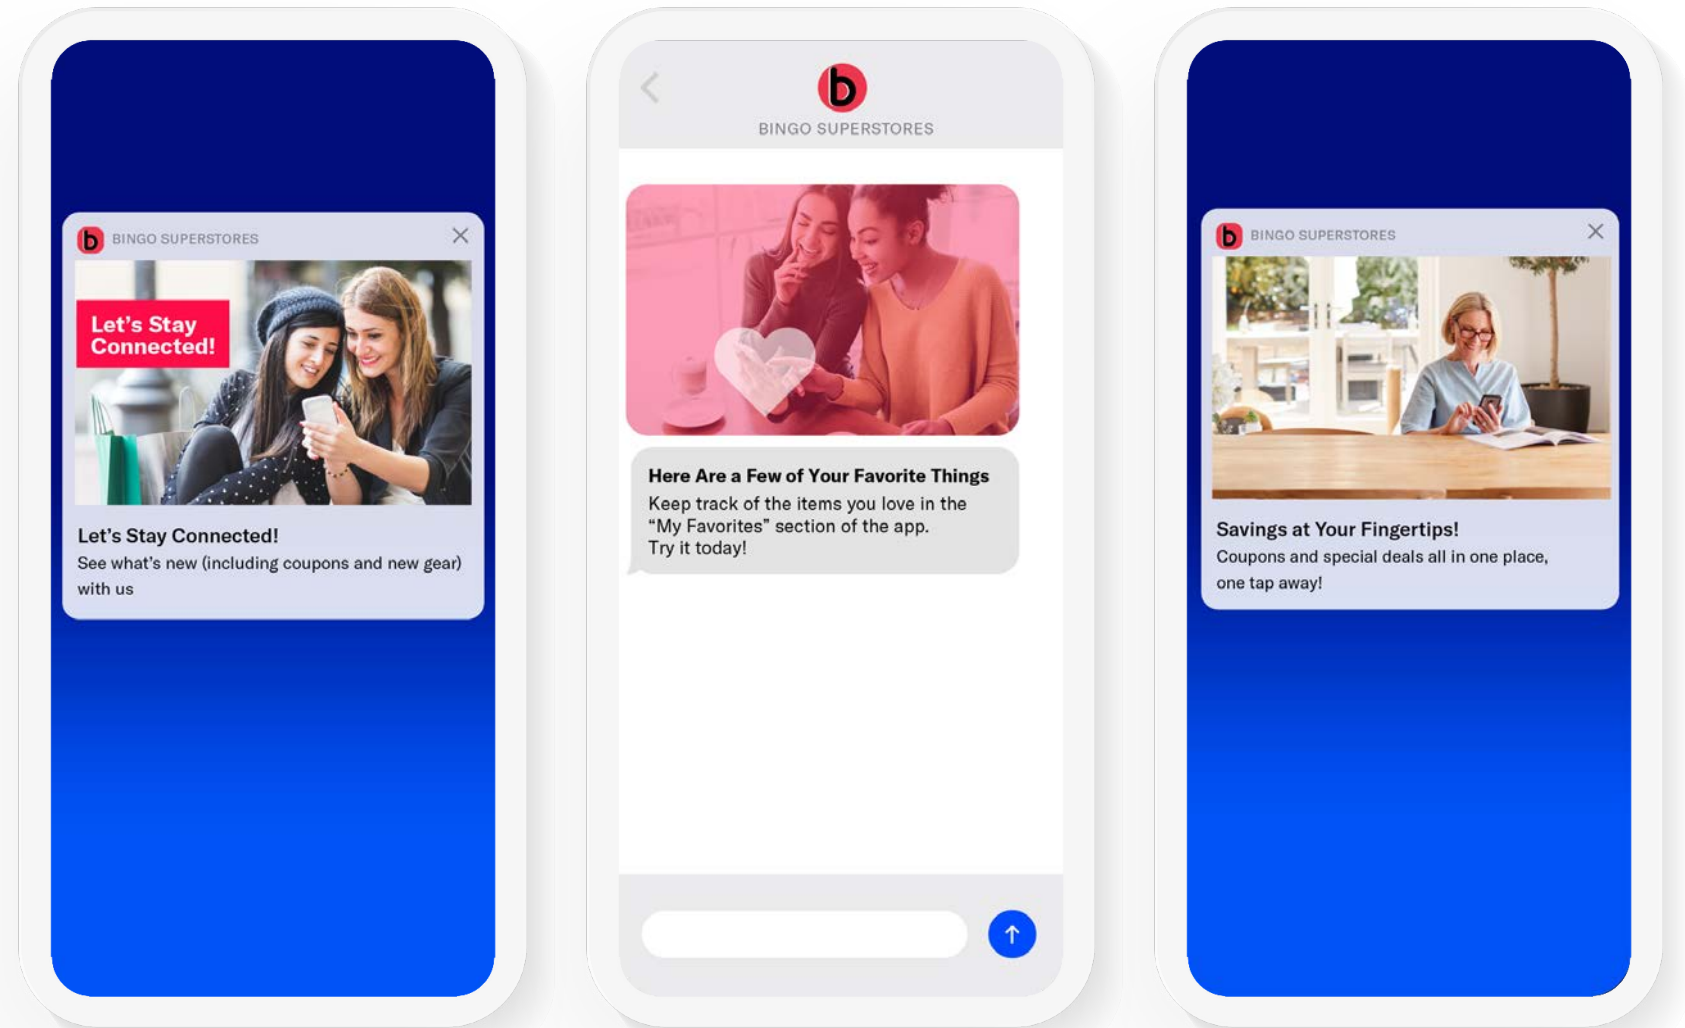 b BINGO SUPERSTORES
Let's Stay
Connected!
Let's Stay Connected!
See what's new (including coupons and new gear)
with us
b
BINGO SUPERSTORES
Here Are a Few of Your Favorite Things
Keep track of the items you love in the
“My Favorites” section of the app.
Try it today!
b BINGO SUPERSTORES
Savings at Your Fingertips!
Coupons and special deals all in one place,
one tap away!